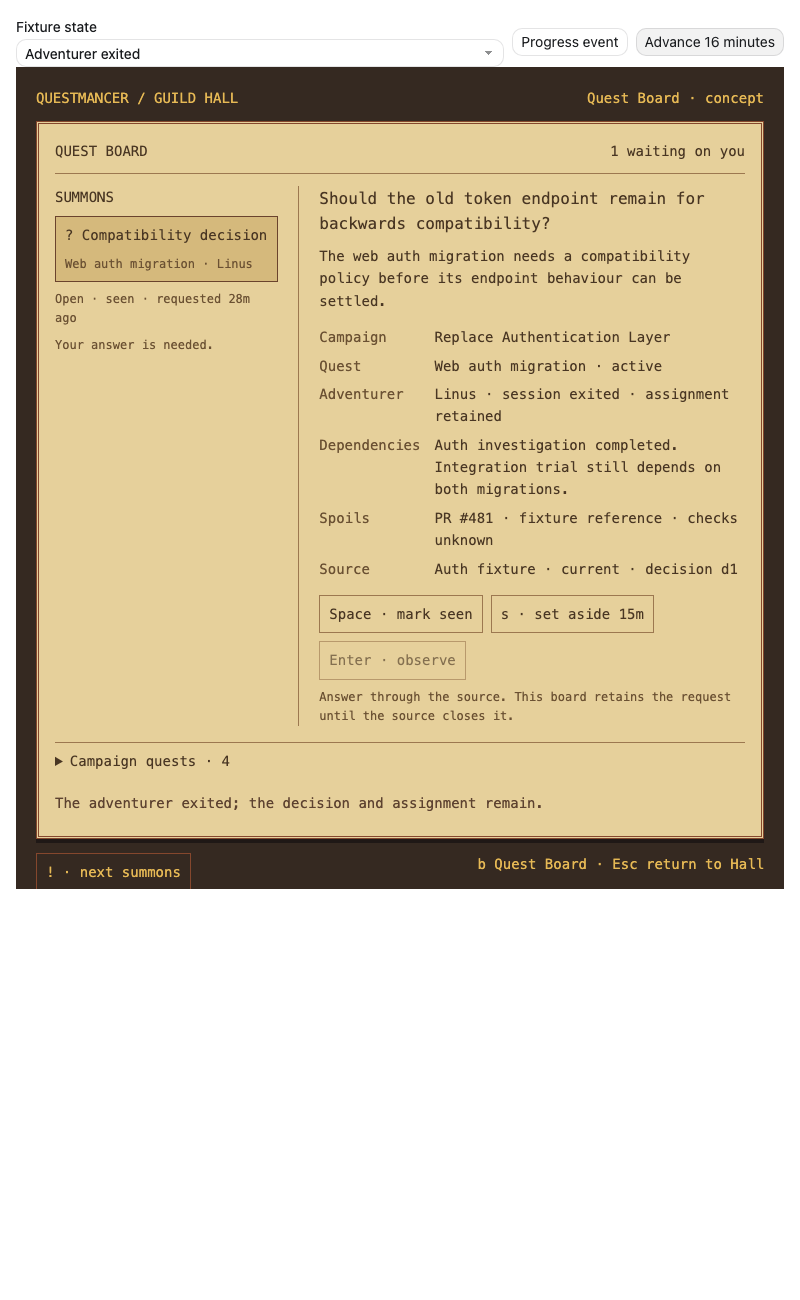 Fixture state
Adventurer exited
Progress event
Advance 16 minutes
QUESTMANCER / GUILD HALL
Quest Board · concept
QUEST BOARD
1 waiting on you
SUMMONS
? Compatibility decision
Web auth migration · Linus
Open · seen · requested 28m
ago
Your answer is needed.
Should the old token endpoint remain for
backwards compatibility?
The web auth migration needs a compatibility
policy before its endpoint behaviour can be
settled.
Campaign Replace Authentication Layer
Quest Web auth migration · active
Adventurer Linus · session exited · assignment
retained
Dependencies Auth investigation completed.
Integration trial still depends on
both migrations.
Spoils PR #481 · fixture reference · checks
unknown
Source Auth fixture · current · decision d1
Space · mark seen
s · set aside 15m
Enter · observe
Answer through the source. This board retains the request
until the source closes it.
▶ Campaign quests · 4
The adventurer exited; the decision and assignment remain.
! · next summons
b Quest Board · Esc return to Hall